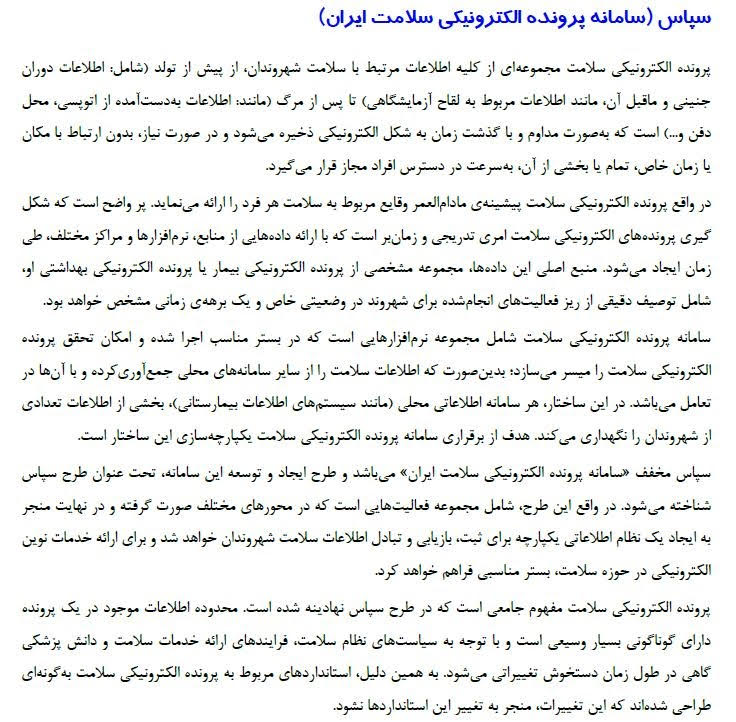 سپاس (سامانه پرونده الکترونیکی سلامت ایران)
پرونده الکترونیکی سلامت مجموعه‌ای از کلیه اطلاعات مرتبط با سلامت شهروندان، از پیش از تولد (شامل: اطلاعات دوران
جنینی و ماقبل آن، مانند اطلاعات مربوط به لقاح آزمایشگاهی) تا پس از مرگ (مانند: اطلاعات به‌دست‌آمده از اتوپسی، محل
دفن و...) است که به‌صورت مداوم و با گذشت زمان به شکل الکترونیکی ذخیره می‌شود و در صورت نیاز، بدون ارتباط با مکان
یا زمان خاص، تمام یا بخشی از آن، به‌سرعت در دسترس افراد مجاز قرار می‌گیرد.
در واقع پرونده الکترونیکی سلامت پیشینه‌ی مادام‌العمر وقایع مربوط به سلامت هر فرد را ارائه می‌نماید. پر واضح است که شکل
گیری پرونده‌های الکترونیکی سلامت امری تدریجی و زمان‌بر است که با ارائه داده‌هایی از منابع، نرم‌افزارها و مراکز مختلف، طی
زمان ایجاد می‌شود. منبع اصلی این داده‌ها، مجموعه مشخصی از پرونده الکترونیکی بیمار یا پرونده الکترونیکی بهداشتی او،
شامل توصیف دقیقی از ریز فعالیت‌های انجام‌شده برای شهروند در وضعیتی خاص و یک برهه‌ی زمانی مشخص خواهد بود.
سامانه پرونده الکترونیکی سلامت شامل مجموعه نرم‌افزارهایی است که در بستر مناسب اجرا شده و امکان تحقق پرونده
الکترونیکی سلامت را میسر می‌سازد؛ بدین‌صورت که اطلاعات سلامت را از سایر سامانه‌های محلی جمع‌آوری‌کرده و با آن‌ها در
تعامل می‌باشد. در این ساختار، هر سامانه اطلاعاتی محلی (مانند سیستم‌های اطلاعات بیمارستانی)، بخشی از اطلاعات تعدادی
از شهروندان را نگهداری می‌کند. هدف از برقراری سامانه پرونده الکترونیکی سلامت یکپارچه‌سازی این ساختار است.
سپاس مخفف «سامانه پرونده الکترونیکی سلامت ایران» می‌باشد و طرح ایجاد و توسعه این سامانه، تحت عنوان طرح سپاس
شناخته می‌شود. در واقع این طرح، شامل مجموعه فعالیت‌هایی است که در محورهای مختلف صورت گرفته و در نهایت منجر
به ایجاد یک نظام اطلاعاتی یکپارچه برای ثبت، بازیابی و تبادل اطلاعات سلامت شهروندان خواهد شد و برای ارائه خدمات نوین
الکترونیکی در حوزه سلامت، بستر مناسبی فراهم خواهد کرد.
پرونده الکترونیکی سلامت مفهوم جامعی است که در طرح سپاس نهادینه شده است. محدوده اطلاعات موجود در یک پرونده
دارای گوناگونی بسیار وسیعی است و با توجه به سیاست‌های نظام سلامت، فرایندهای ارائه خدمات سلامت و دانش پزشکی
گاهی در طول زمان دستخوش تغییراتی می‌شود. به همین دلیل، استانداردهای مربوط به پرونده الکترونیکی سلامت به‌گونه‌ای
طراحی شده‌اند که این تغییرات، منجر به تغییر این استانداردها نشود.